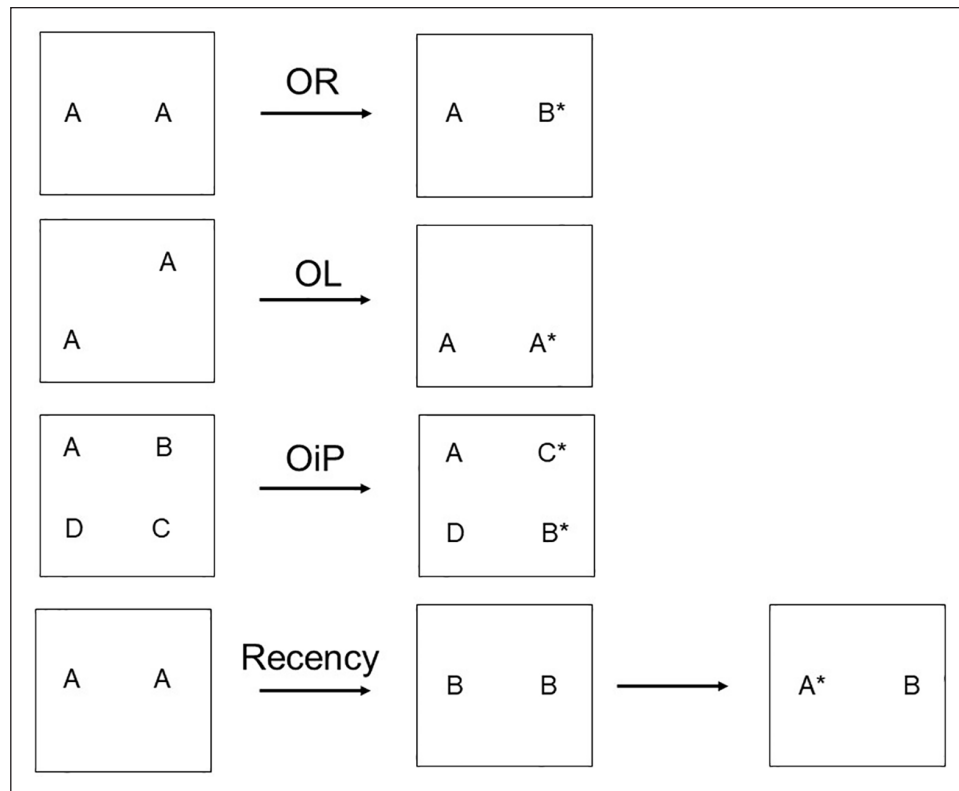 A A OR A B*
A
OL
A A A*
A B OiP A C*
D C D B*
A A Recency B B A* B